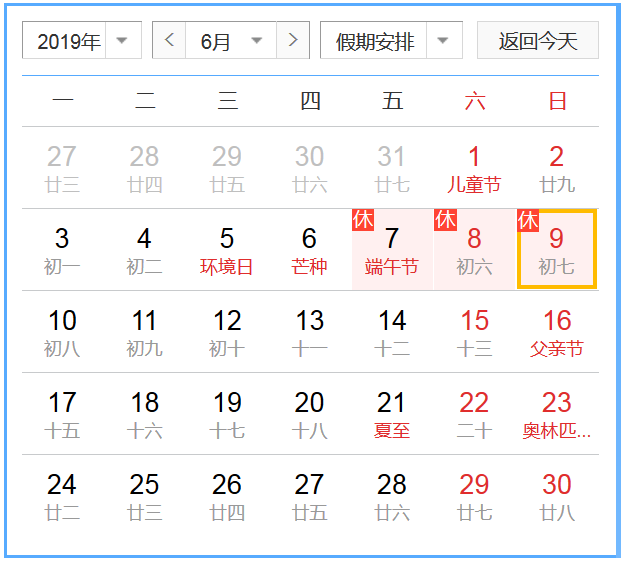 2019年 6月 假期安排 返回今天
一 二 三 四 五 六 日
27 28 29 30 31 1 2
廿三 廿四 廿五 廿六 廿七 儿童节 廿九
休 休 休
3 4 5 6 7 8 9
初一 初二 环境日 芒种 端午节 初六 初七
10 11 12 13 14 15 16
初八 初九 初十 十一 十二 十三 父亲节
17 18 19 20 21 22 23
十五 十六 十七 十八 夏至 二十 奥林匹...
24 25 26 27 28 29 30
廿二 廿三 廿四 廿五 廿六 廿七 廿八